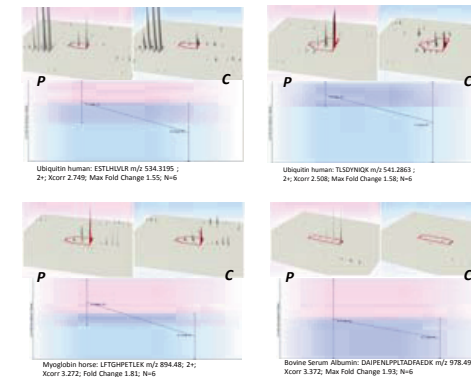 P C
P C
Ubiquitin human: ESTLHLVLR m/z 534.3195 ;
2+; Xcorr 2.749; Max Fold Change 1.55; N=6
Ubiquitin human: TLSDYNIQK m/z 541.2863 ;
2+; Xcorr 2.508; Max Fold Change 1.58; N=6
P C
P C
Myoglobin horse: LFTGHPETLEK m/z 894.48; 2+;
Xcorr 3.272; Fold Change 1.81; N=6
Bovine Serum Albumin: DAIPENLPPLTADFAEDK m/z 978.49
Xcorr 3.372; Max Fold Change 1.93; N=6